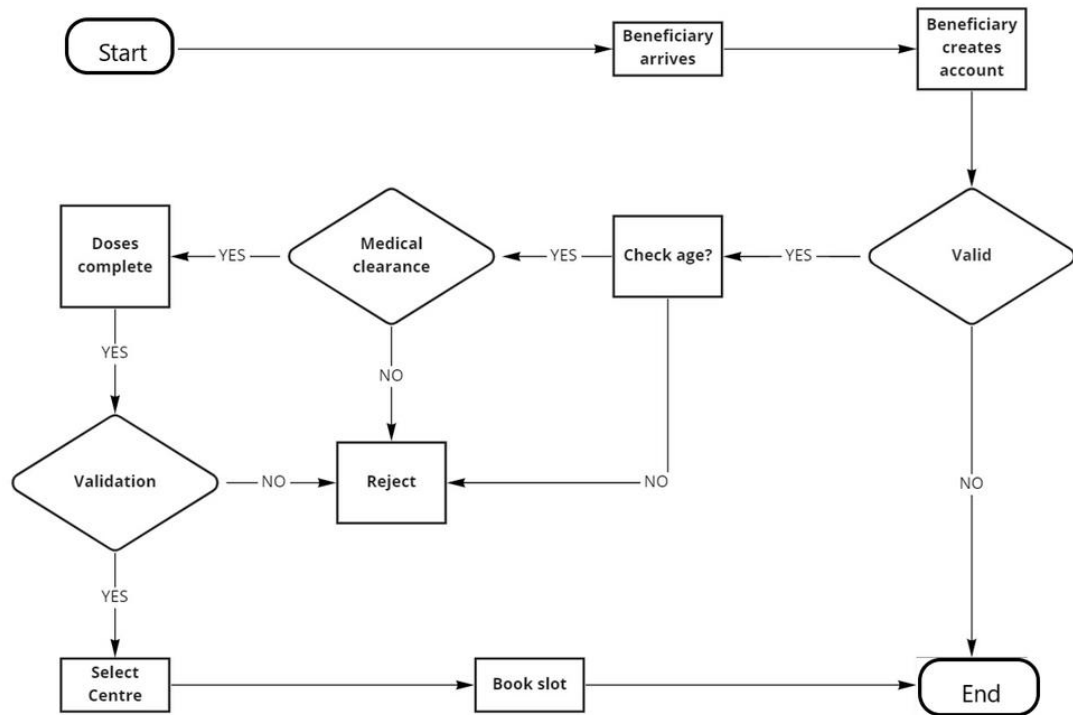 Start
Beneficiary
arrives
Beneficiary
creates
account
Doses
complete
YES
Medical
clearance
YES
Check age?
YES
Valid
YES
NO
Validation
NO
Reject
NO
NO
YES
Select
Centre
Book slot
End